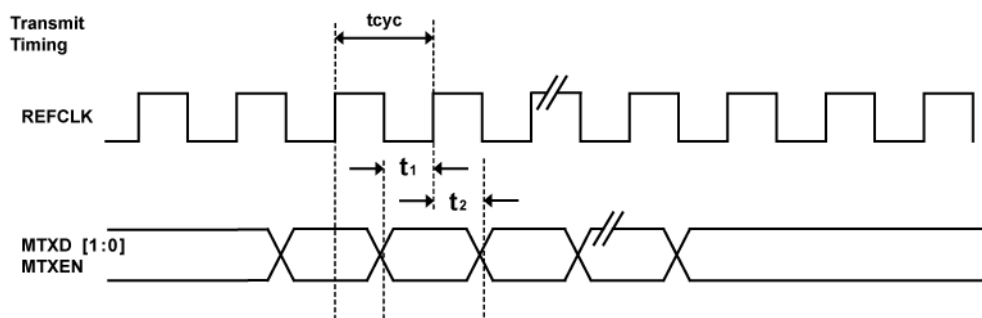 Transmit
Timing
tcyc
REFCLK
t1
t2
MTXD [1:0]
MTXEN